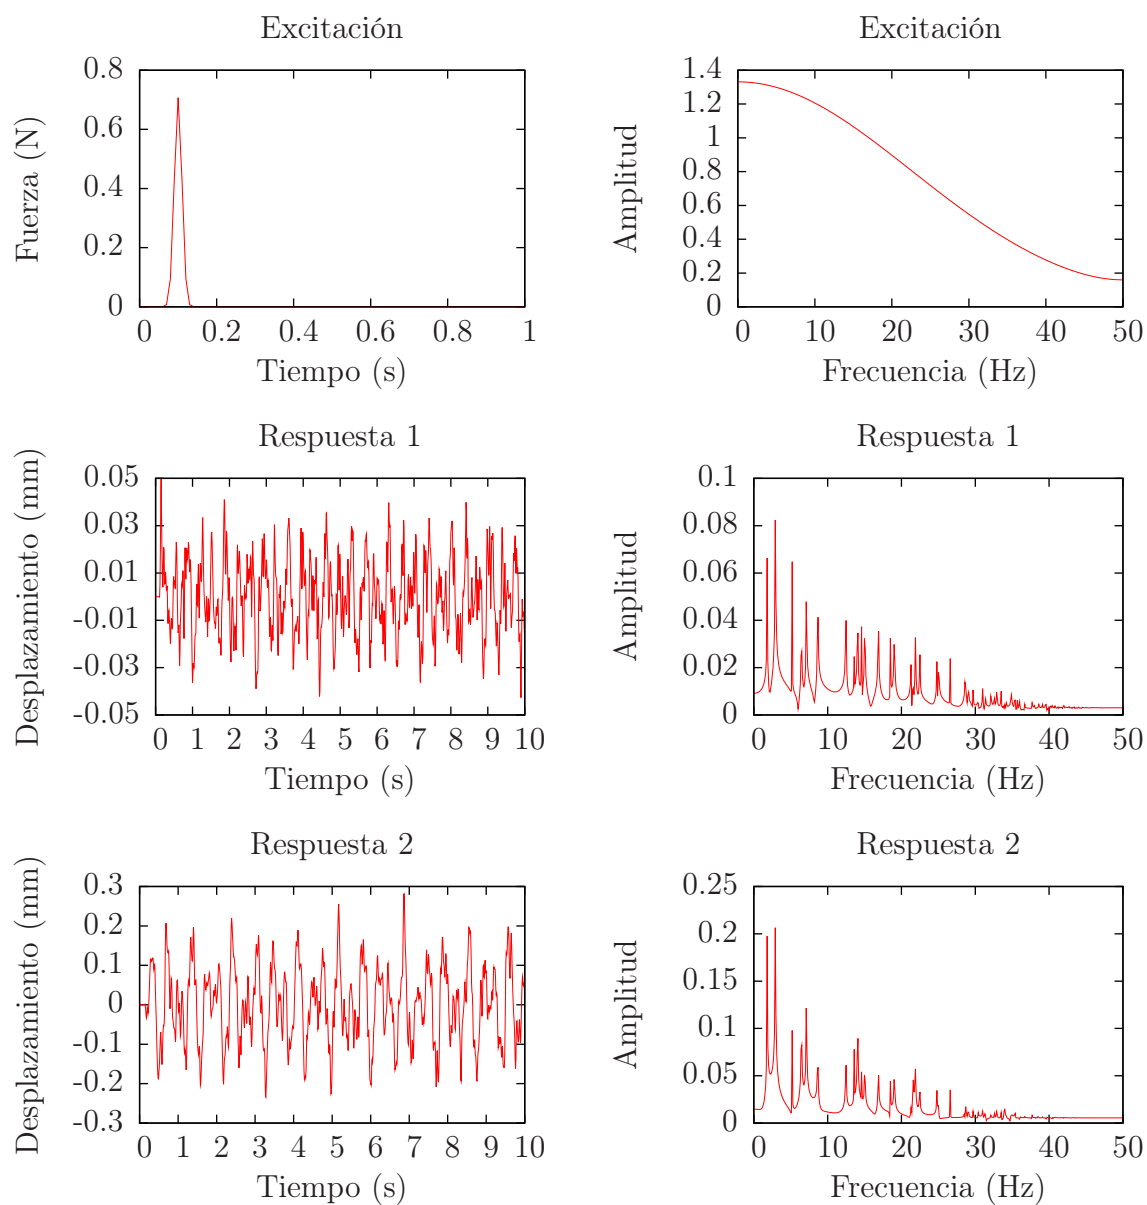 Excitación
Fuerza (N)
0.8
0.6
0.4
0.2
0
0 0.2 0.4 0.6 0.8 1
Tiempo (s)
Excitación
Amplitud
1.4
1.2
1
0.8
0.6
0.4
0.2
0
0 10 20 30 40 50
Frecuencia (Hz)
Respuesta 1
Desplazamiento (mm)
0.05
0.03
0.01
-0.01
-0.03
-0.05
0 1 2 3 4 5 6 7 8 9 10
Tiempo (s)
Respuesta 1
Amplitud
0.1
0.08
0.06
0.04
0.02
0
0 10 20 30 40 50
Frecuencia (Hz)
Respuesta 2
Desplazamiento (mm)
0.3
0.2
0.1
0
-0.1
-0.2
-0.3
0 1 2 3 4 5 6 7 8 9 10
Tiempo (s)
Respuesta 2
Amplitud
0.25
0.2
0.15
0.1
0.05
0
0 10 20 30 40 50
Frecuencia (Hz)